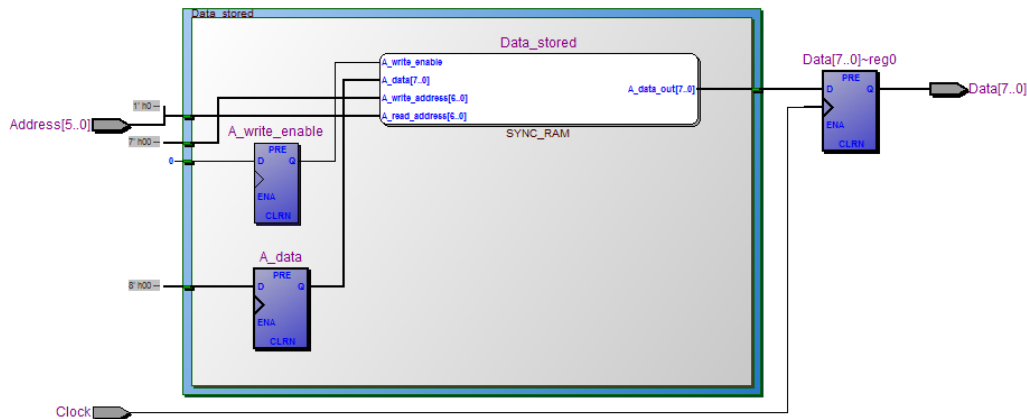 Data_stored
Data_stored
A_write_enable
A_data[7..0]
A_write_address[6..0]
A_read_address[6..0]
A_data_out[7..0]
SYNC_RAM
Data[7..0]~reg0
PRE
D
Q
ENA
CLRN
Data[7..0]
1' h0
Address[5..0]
7' h00
A_write_enable
0
PRE
D
Q
ENA
CLRN
A_data
8' h00
PRE
D
Q
ENA
CLRN
Clock